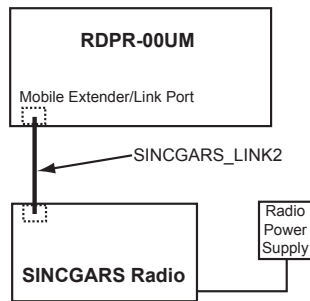 RDPR-00UM
Mobile Extender/Link Port
SINCGARS_LINK2
Radio
Power
Supply
SINCGARS Radio